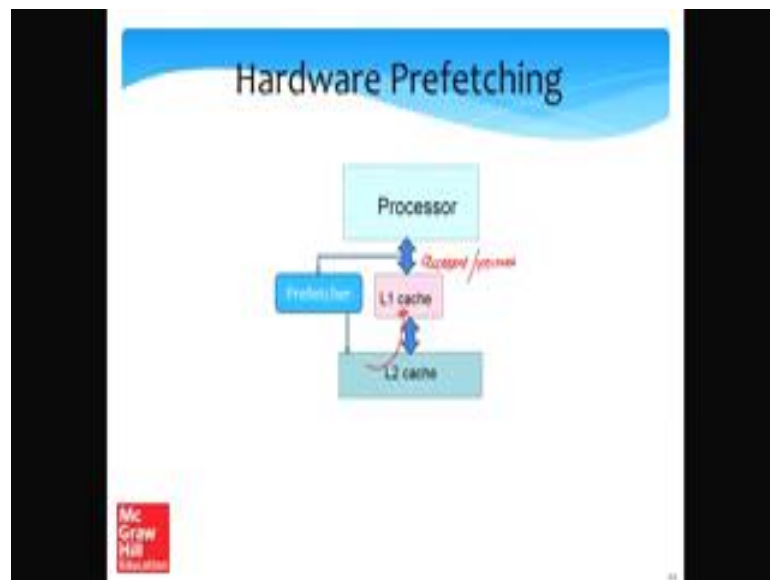 Hardware Prefetching
Processor
Prefetcher
L1 cache
L2 cache
Mc
Graw
Hill
Education